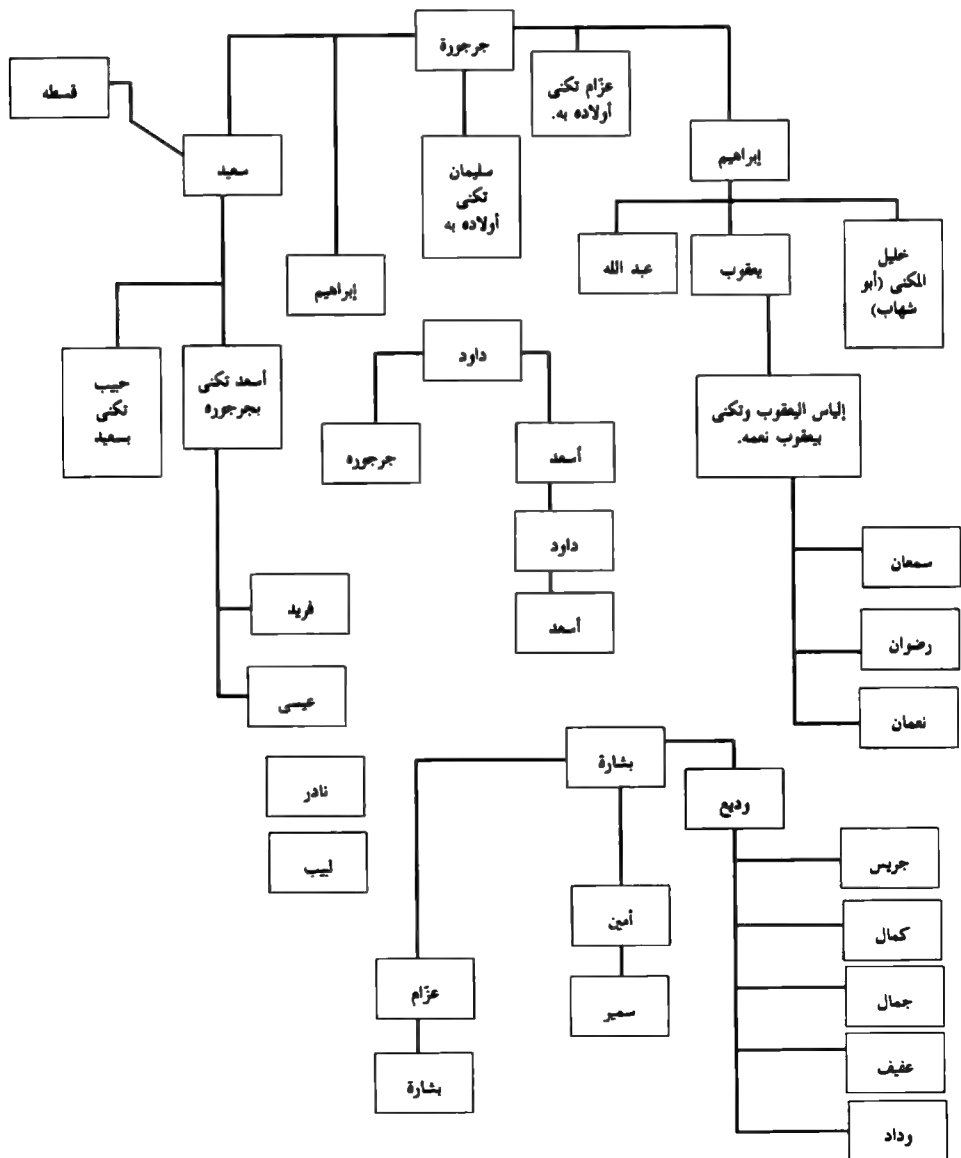 جرجورة
عزّام تكنى
أولاده به.
قسطه
سعيد
سليمان
تكنى
أولاده به
إبراهيم
إبراهيم
خليل
المكنى (أبو
شهاب)
يعقوب
عبد الله
داود
أسعد تكنى
بجرجوره
حبيب
تكنى
بسعيد
إلياس اليعقوب وتكنى
بيعقوب نعمه.
أسعد
جرجوره
داود
سمعان
أسعد
فريد
رضوان
عيسى
نعمان
بشارة
نادر
وديع
لبيب
جريس
أمين
كمال
عزّام
جمال
سمير
عفيف
بشارة
وداد